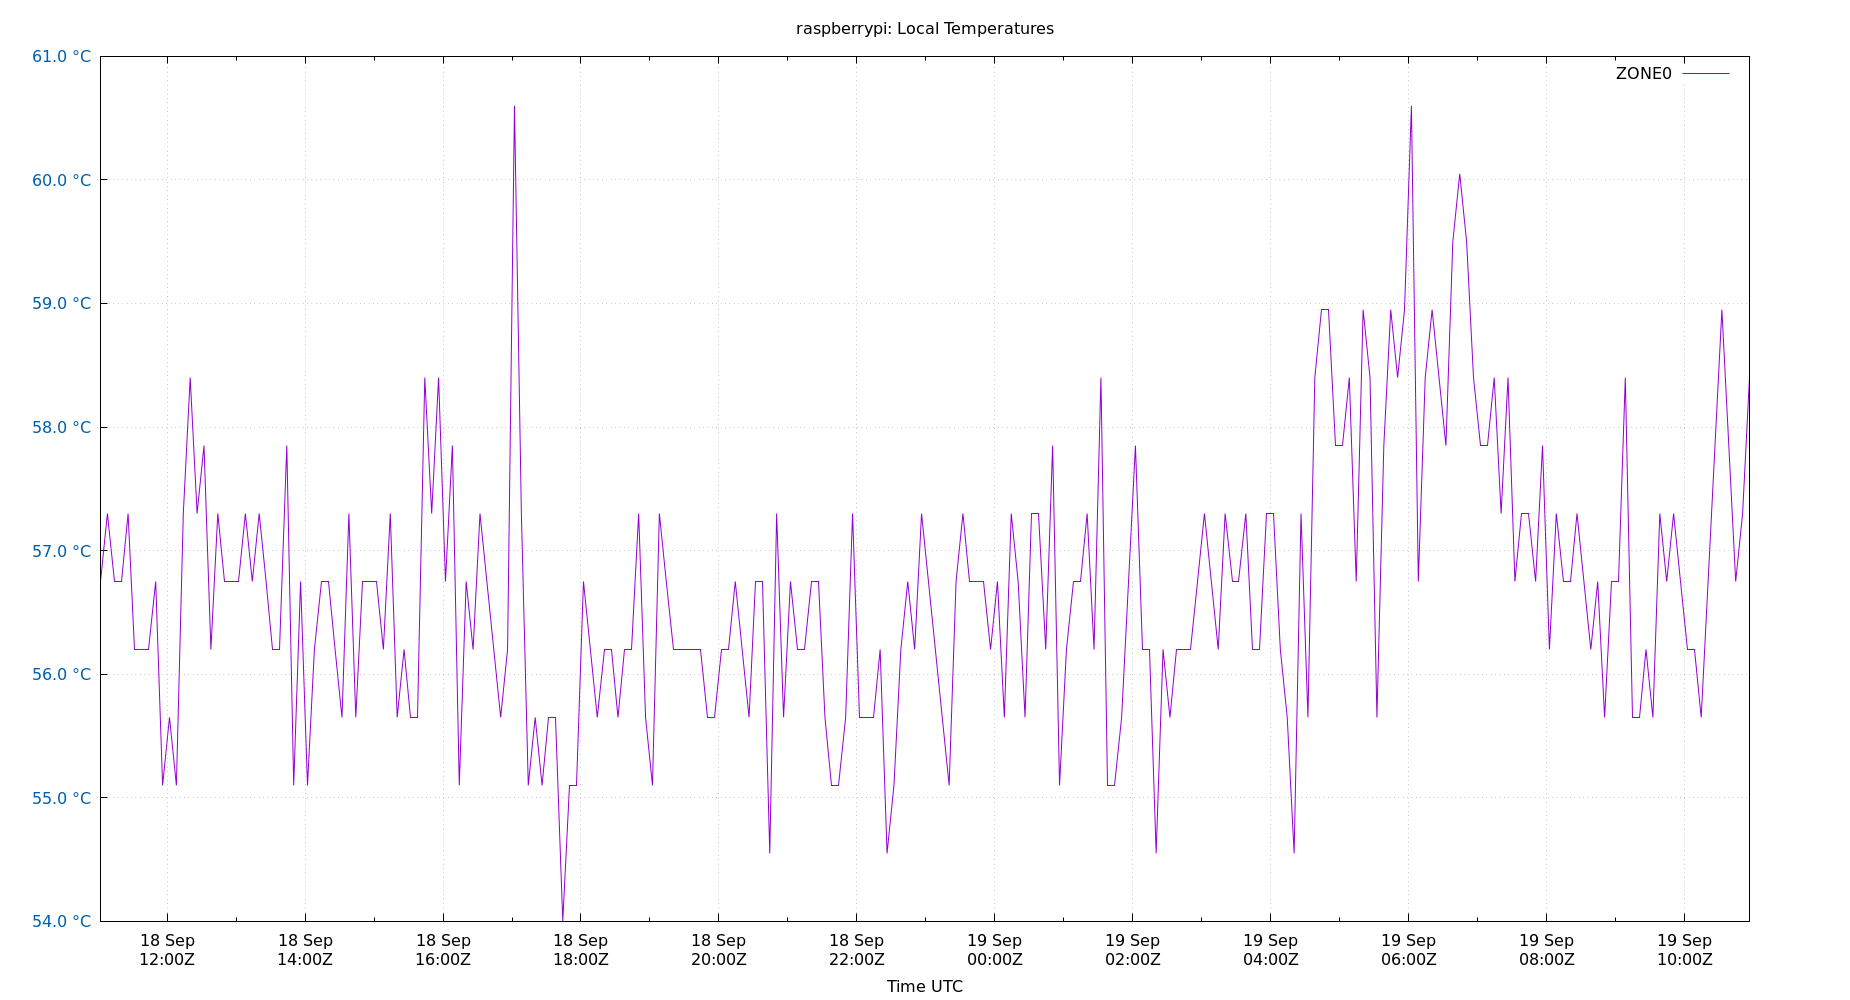 raspberrypi: Local Temperatures
61.0 °C
ZONE0
60.0 °C
59.0 °C
58.0 °C
57.0 °C
56.0 °C
55.0 °C
54.0 °C
18 Sep 18 Sep 18 Sep 18 Sep 18 Sep 18 Sep 19 Sep 19 Sep 19 Sep 19 Sep 19 Sep 19 Sep
12:00Z 14:00Z 16:00Z 18:00Z 20:00Z 22:00Z 00:00Z 02:00Z 04:00Z 06:00Z 08:00Z 10:00Z
Time UTC